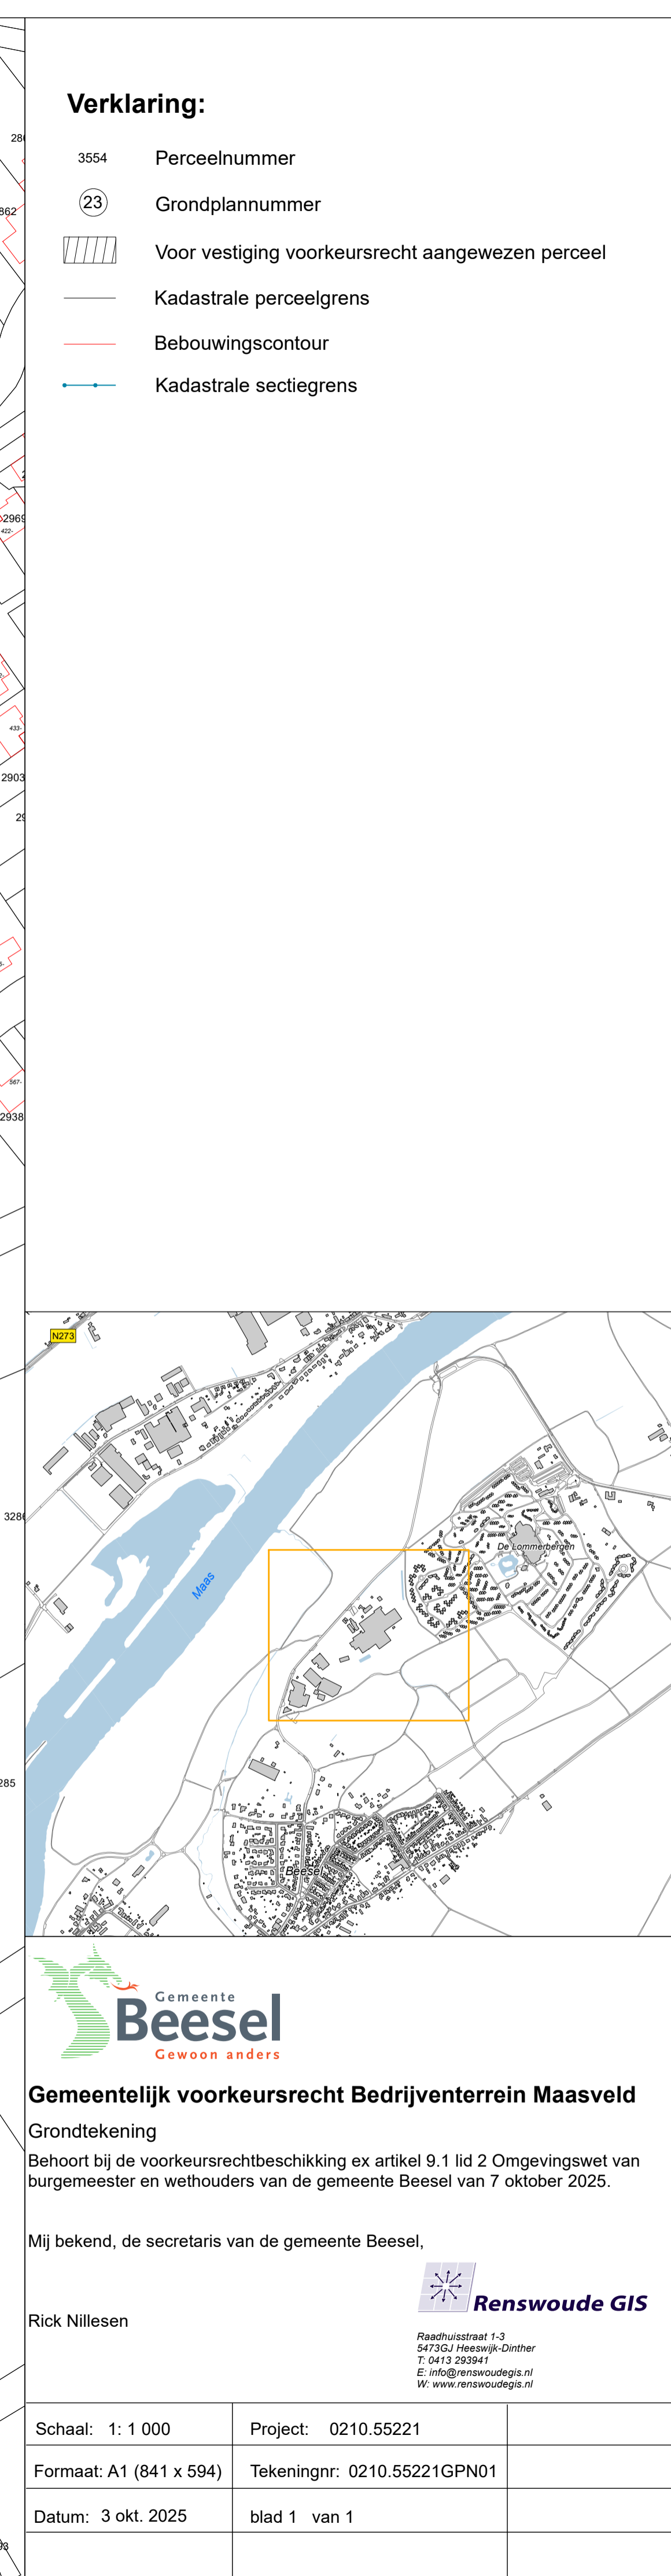 Verklaring:
3554 Perceelnummer
23 Grondplannummer
Voor vestiging voorkeursrecht aangewezen perceel
Kadastrale perceelgrens
Bebouwingscontour
Kadastrale sectiegrens
862
2969
422-
433-
2903
567-
2938
N273
De Lommerbergen
Maas
285
Beesel
Gemeente
Beesel
Gewoon anders
Gemeentelijk voorkeursrecht Bedrijventerrein Maasveld
Grondtekening
Behoort bij de voorkeursrechtbeschikking ex artikel 9.1 lid 2 Omgevingswet van
burgemeester en wethouders van de gemeente Beesel van 7 oktober 2025.
Mij bekend, de secretaris van de gemeente Beesel,
Renswoude GIS
Rick Nillesen
Raadhuisstraat 1-3
5473GJ Heeswijk-Dinther
T: 0413 293941
E: info@renswoudegis.nl
W: www.renswoudegis.nl
Schaal: 1: 1 000 Project: 0210.55221
Formaat: A1 (841 x 594) Tekeningnr: 0210.55221GPN01
Datum: 3 okt. 2025 blad 1 van 1